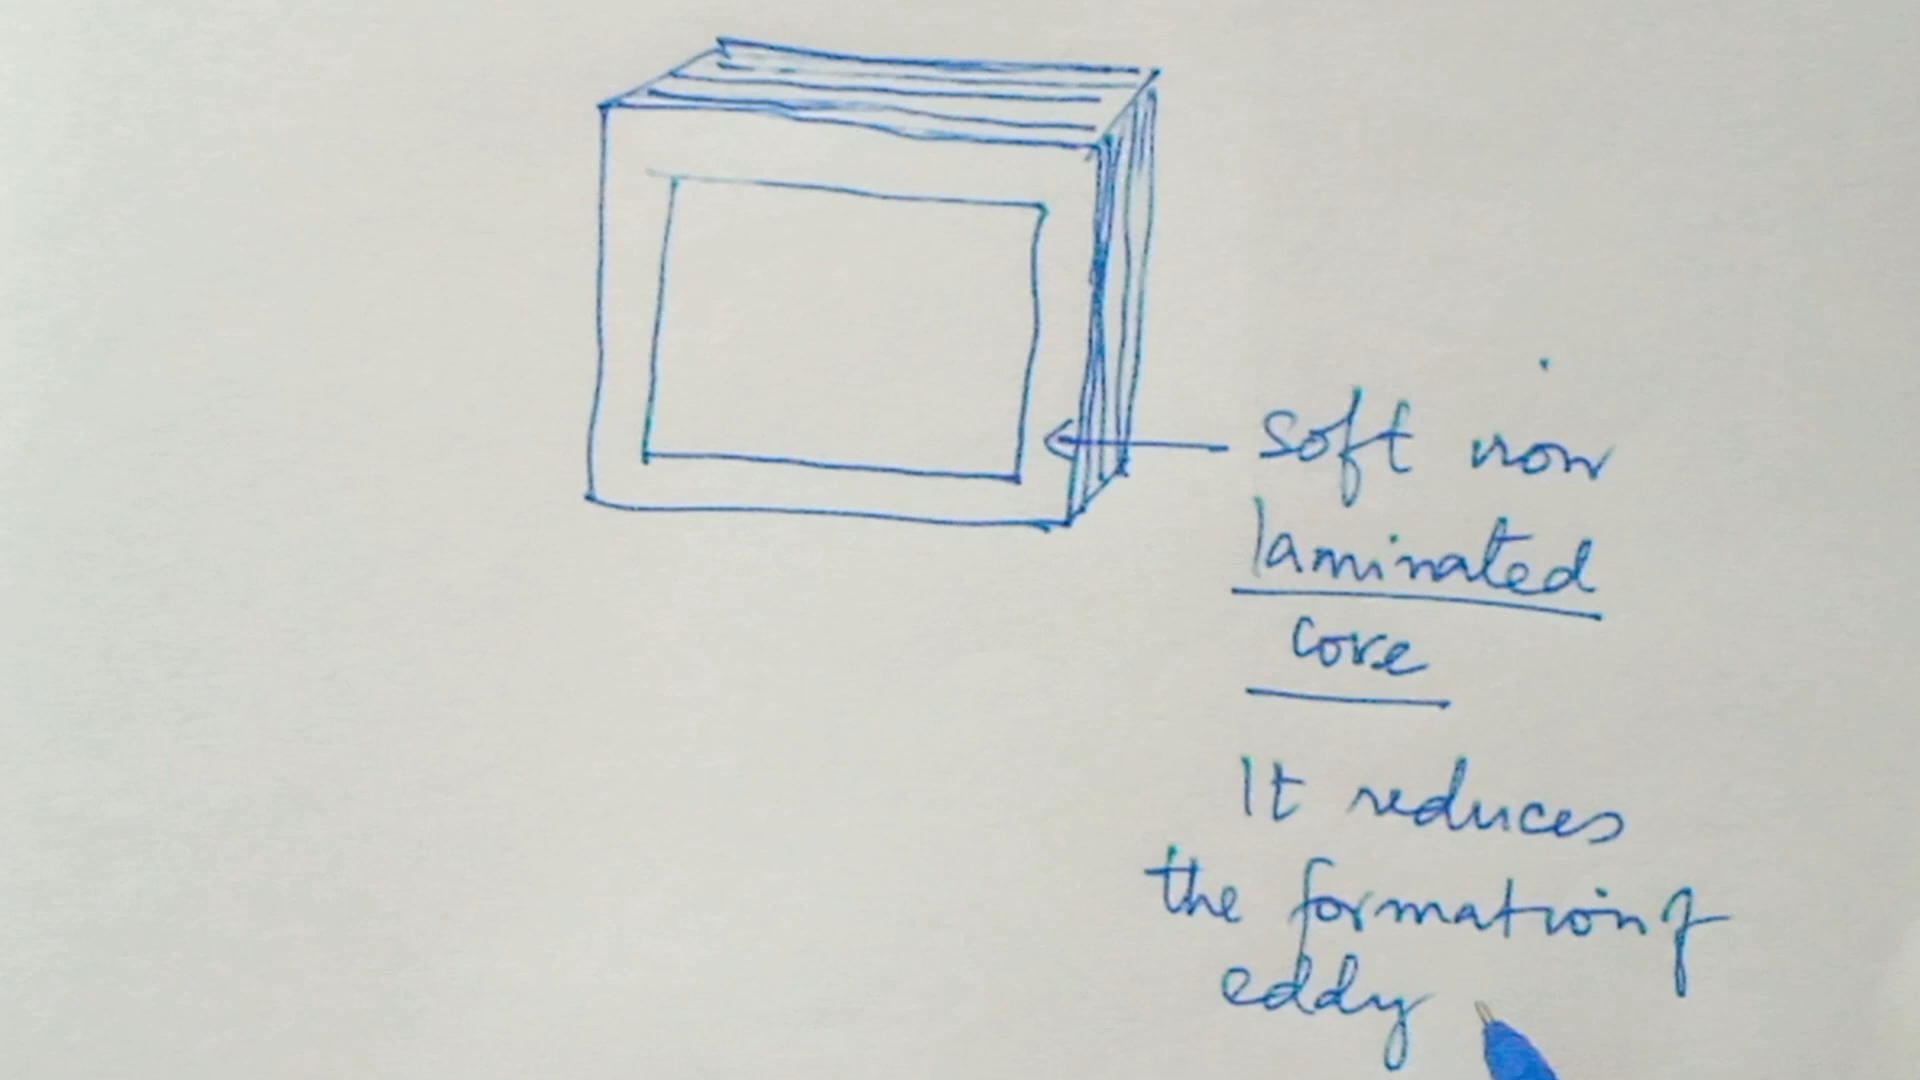 soft iron
laminated
core
It reduces
the formation of
eddy